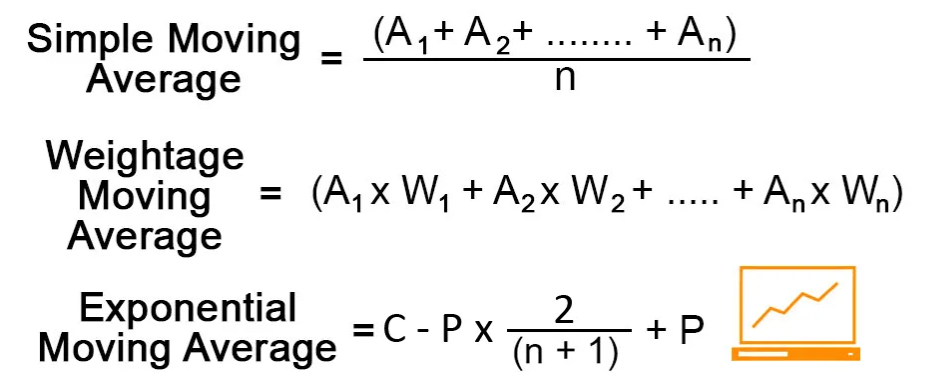 Simple Moving Average = (A₁+ A₂+ ........ + Aₙ) / n
Weightage Moving Average = (A₁ x W₁ + A₂ x W₂ + ..... + Aₙ x Wₙ)
Exponential Moving Average = C - P x 2 / (n + 1) + P